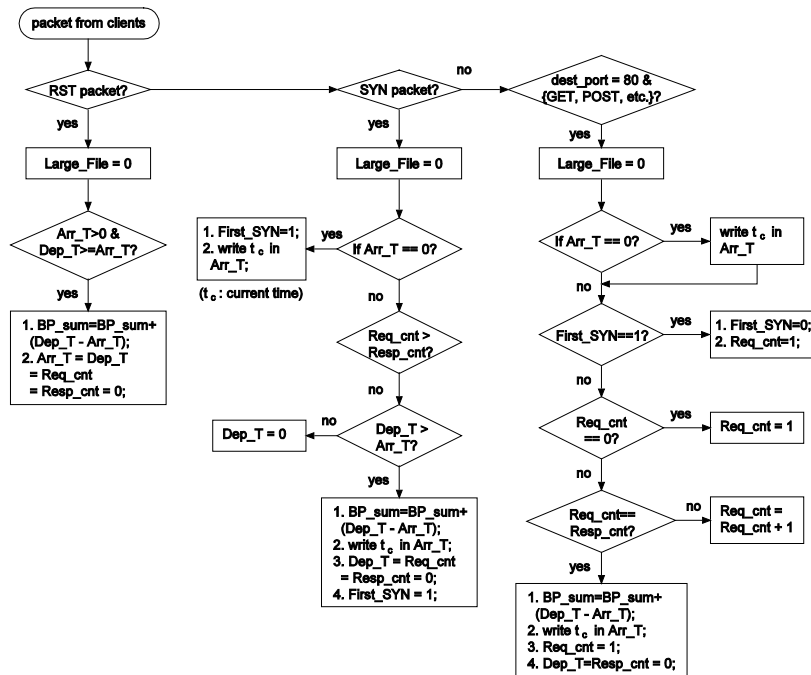 packet from clients
RST packet?
SYN packet?
no
dest_port = 80 &
{GET, POST, etc.}?
yes
yes
yes
Large_File = 0
Large_File = 0
Large_File = 0
Arr_T>0 &
Dep_T>=Arr_T?
yes
1. BP_sum=BP_sum+
(Dep_T - Arr_T);
2. Arr_T = Dep_T
= Req_cnt
= Resp_cnt = 0;
1. First_SYN=1;
2. write t c in
Arr_T;
(t c : current time)
yes
If Arr_T == 0?
no
Req_cnt >
Resp_cnt?
no
Dep_T = 0
no
Dep_T >
Arr_T?
yes
1. BP_sum=BP_sum+
(Dep_T - Arr_T);
2. write t c in Arr_T;
3. Dep_T = Req_cnt
= Resp_cnt = 0;
4. First_SYN = 1;
If Arr_T == 0?
yes
write t c in
Arr_T
no
First_SYN==1?
yes
1. First_SYN=0;
2. Req_cnt=1;
no
Req_cnt
== 0?
yes
Req_cnt = 1
no
Req_cnt==
Resp_cnt?
no
Req_cnt =
Req_cnt + 1
yes
1. BP_sum=BP_sum+
(Dep_T - Arr_T);
2. write t c in Arr_T;
3. Req_cnt = 1;
4. Dep_T=Resp_cnt = 0;